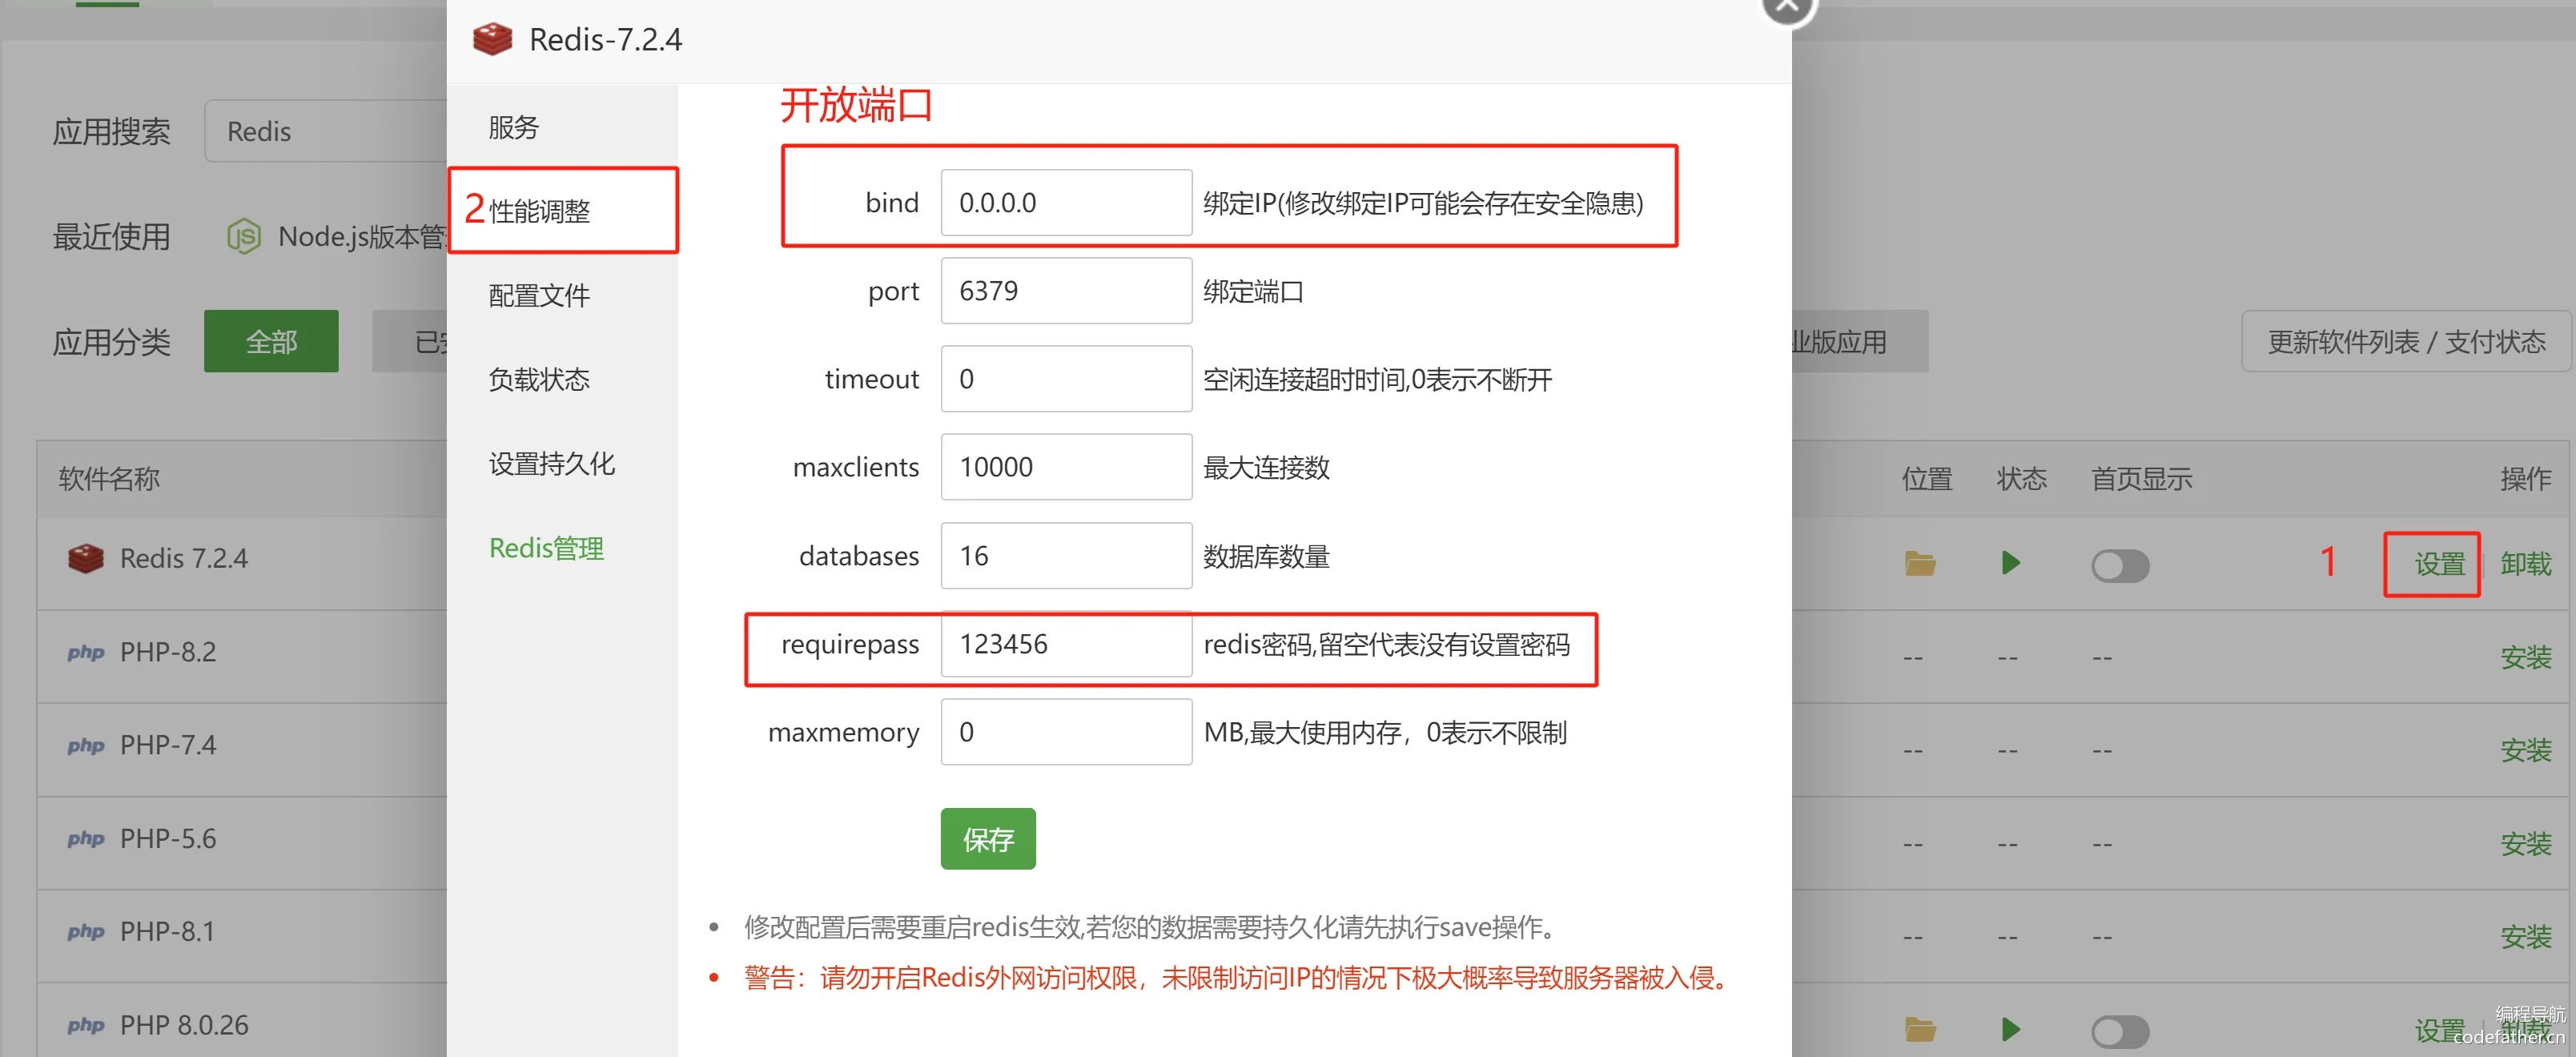 Redis-7.2.4
应用搜索
Redis
最近使用
Node.js版本管
应用分类
全部
已
业版应用
更新软件列表 / 支付状态
服务
2 性能调整
配置文件
负载状态
设置持久化
Redis管理
开放端口
bind 0.0.0.0 绑定IP(修改绑定IP可能会存在安全隐患)
port 6379 绑定端口
timeout 0 空闲连接超时时间,0表示不断开
maxclients 10000 最大连接数
databases 16 数据库数量
requirepass 123456 redis密码,留空代表没有设置密码
maxmemory 0 MB,最大使用内存，0表示不限制
保存
修改配置后需要重启redis生效,若您的数据需要持久化请先执行save操作。
警告：请勿开启Redis外网访问权限，未限制访问IP的情况下极大概率导致服务器被入侵。
软件名称 位置 状态 首页显示 操作
Redis 7.2.4 1 设置 | 卸载
php PHP-8.2 -- -- -- 安装
php PHP-7.4 -- -- -- 安装
php PHP-5.6 -- -- -- 安装
php PHP-8.1 -- -- -- 安装
php PHP 8.0.26 设置 | 卸载
编程导航
codefather.cn